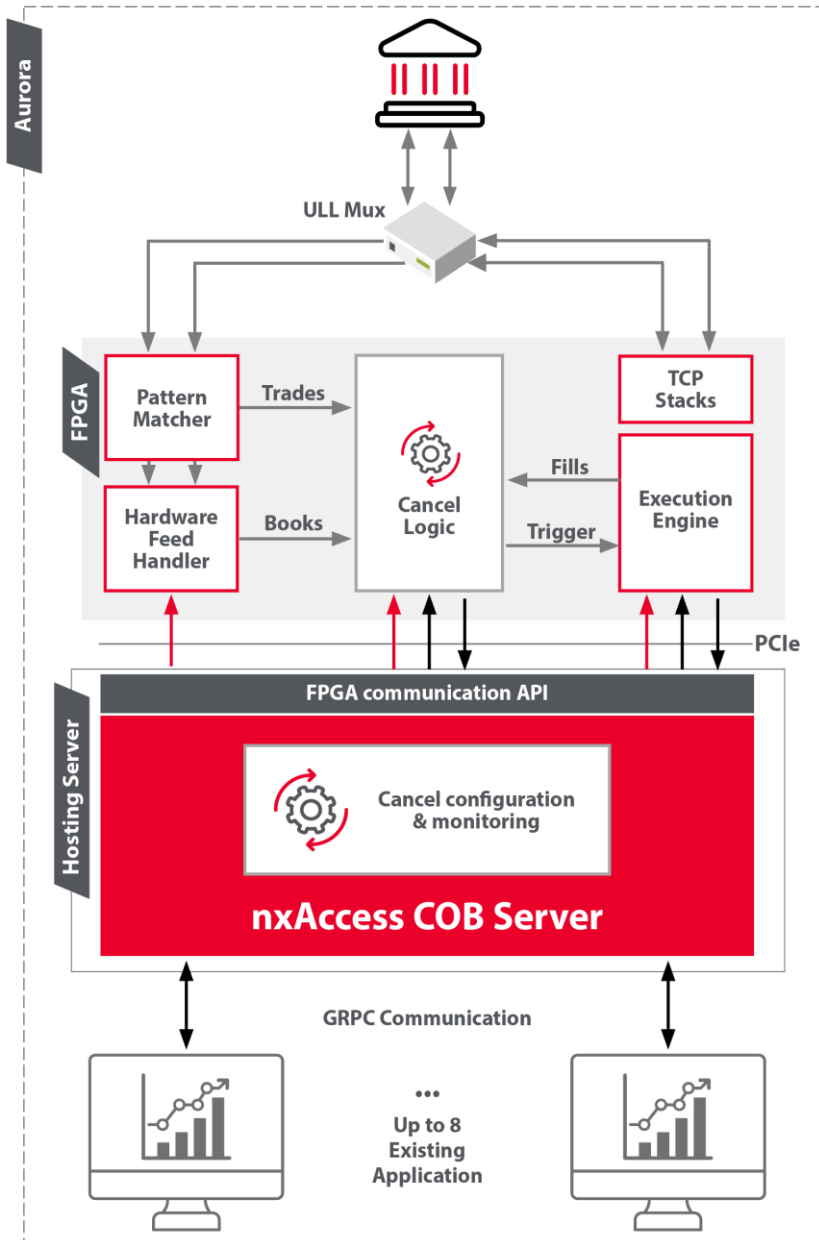 Aurora
ULL Mux
FPGA
Pattern
Matcher
Trades
TCP
Stacks
Cancel
Logic
Fills
Hardware
Feed
Handler
Books
Trigger
Execution
Engine
PCIe
Hosting Server
FPGA communication API
Cancel configuration
& monitoring
nxAccess COB Server
GRPC Communication
...
Up to 8
Existing
Application